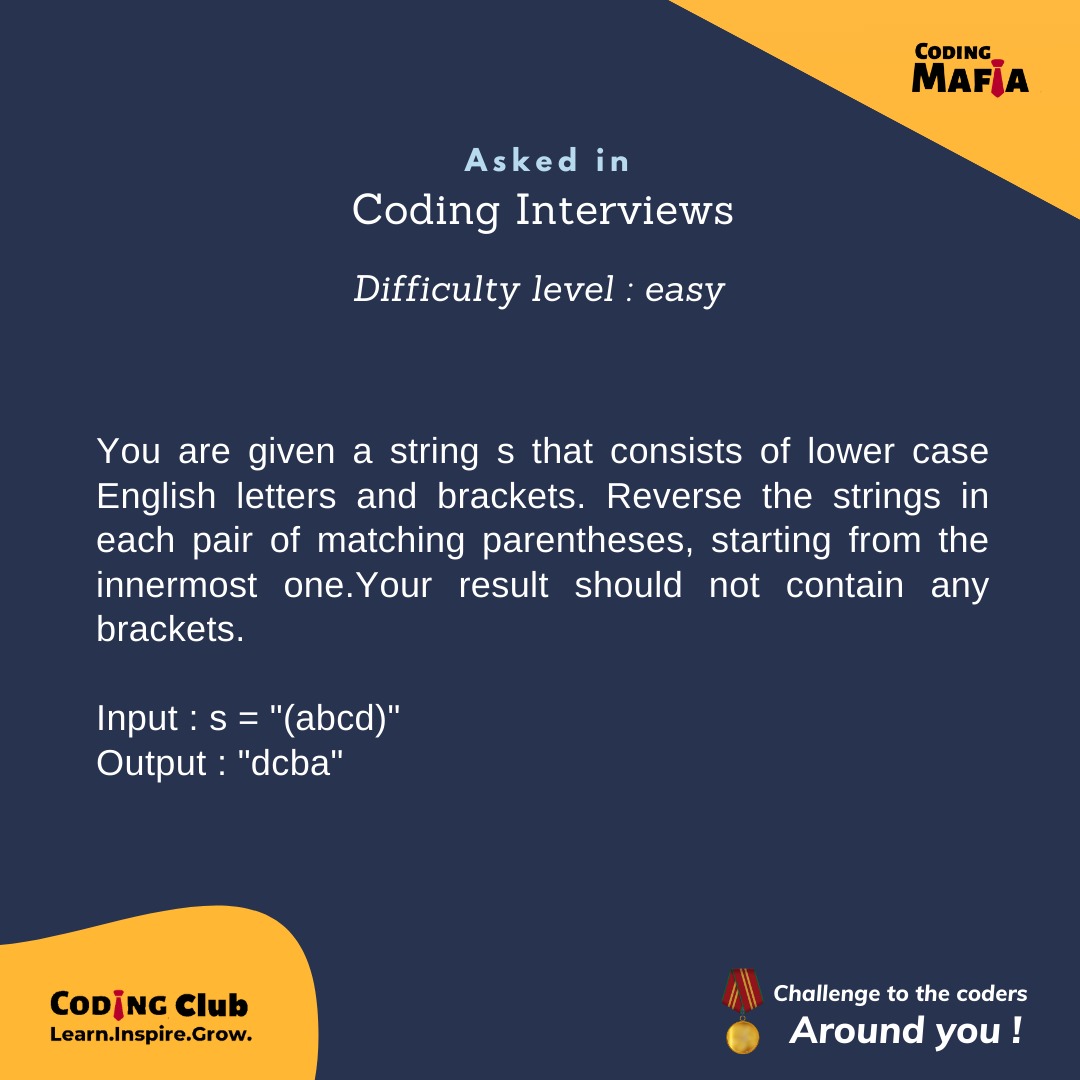 CODING
MAFIA
Asked in
Coding Interviews
Difficulty level : easy
You are given a string s that consists of lower case
English letters and brackets. Reverse the strings in
each pair of matching parentheses, starting from the
innermost one.Your result should not contain any
brackets.
Input : s = "(abcd)"
Output : "dcba"
CODING Club
Learn.Inspire.Grow.
Challenge to the coders
Around you !